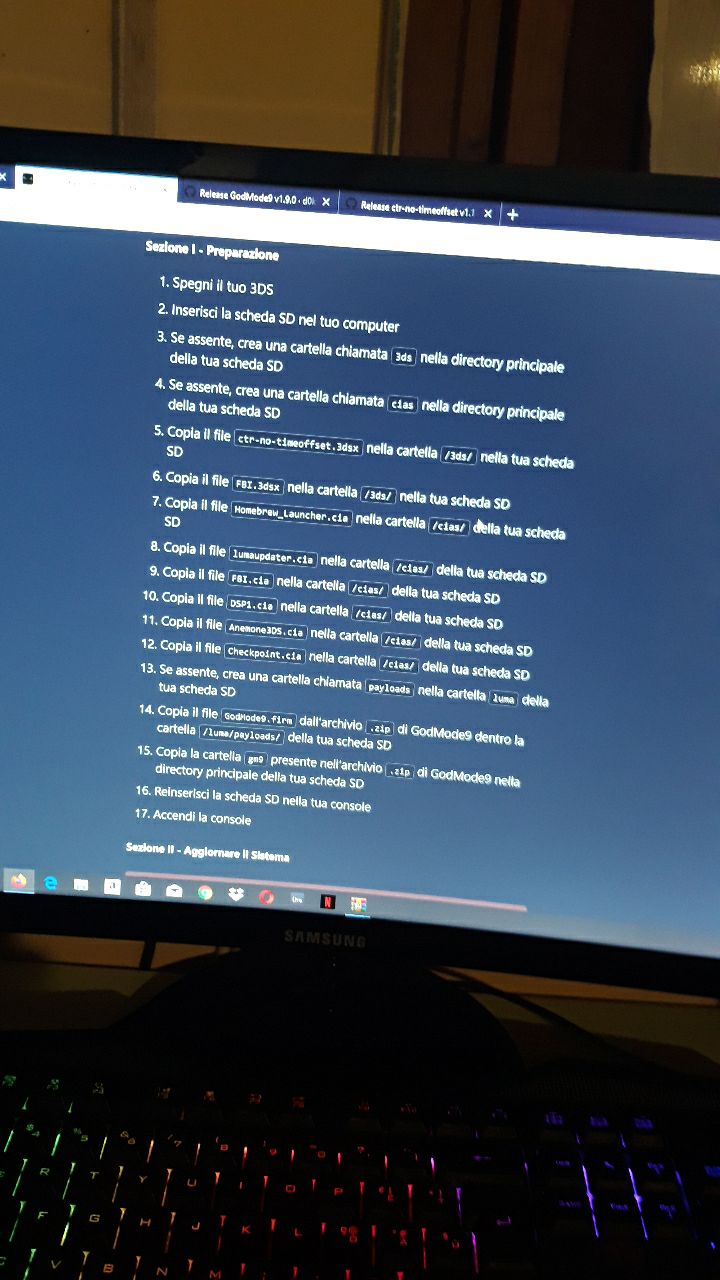 Release GodMode9 v1.9.0 · d0k
Release ctr-no-timeoffset v1.1
Sezione I - Preparazione
1. Spegni il tuo 3DS
2. Inserisci la scheda SD nel tuo computer
3. Se assente, crea una cartella chiamata 3ds nella directory principale
della tua scheda SD
4. Se assente, crea una cartella chiamata cias nella directory principale
della tua scheda SD
5. Copia il file ctr-no-timeoffset.3dsx nella cartella /3ds/ nella tua scheda
SD
6. Copia il file FBI.3dsx nella cartella /3ds/ nella tua scheda SD
7. Copia il file Homebrew_Launcher.cia nella cartella /cias/ della tua scheda
SD
8. Copia il file lumaupdater.cia nella cartella /cias/ della tua scheda SD
9. Copia il file FBI.cia nella cartella /cias/ della tua scheda SD
10. Copia il file DSP1.cia nella cartella /cias/ della tua scheda SD
11. Copia il file Anemone3DS.cia nella cartella /cias/ della tua scheda SD
12. Copia il file Checkpoint.cia nella cartella /cias/ della tua scheda SD
13. Se assente, crea una cartella chiamata payloads nella cartella luma della
tua scheda SD
14. Copia il file GodMode9.firm dall'archivio .zip di GodMode9 dentro la
cartella /luma/payloads/ della tua scheda SD
15. Copia la cartella gm9 presente nell'archivio .zip di GodMode9 nella
directory principale della tua scheda SD
16. Reinserisci la scheda SD nella tua console
17. Accendi la console
Sezione II - Aggiornare il Sistema
SAMSUNG
R T Y U I O P
F G H J K L
V B N M